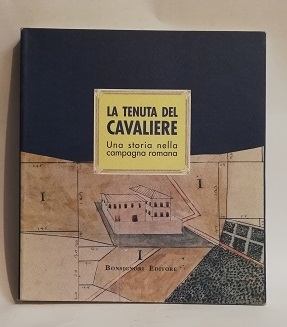 LA TENUTA DEL
CAVALIERE
Una storia nella
campagna romana
I
I
I
BONSIGNORI EDITORE